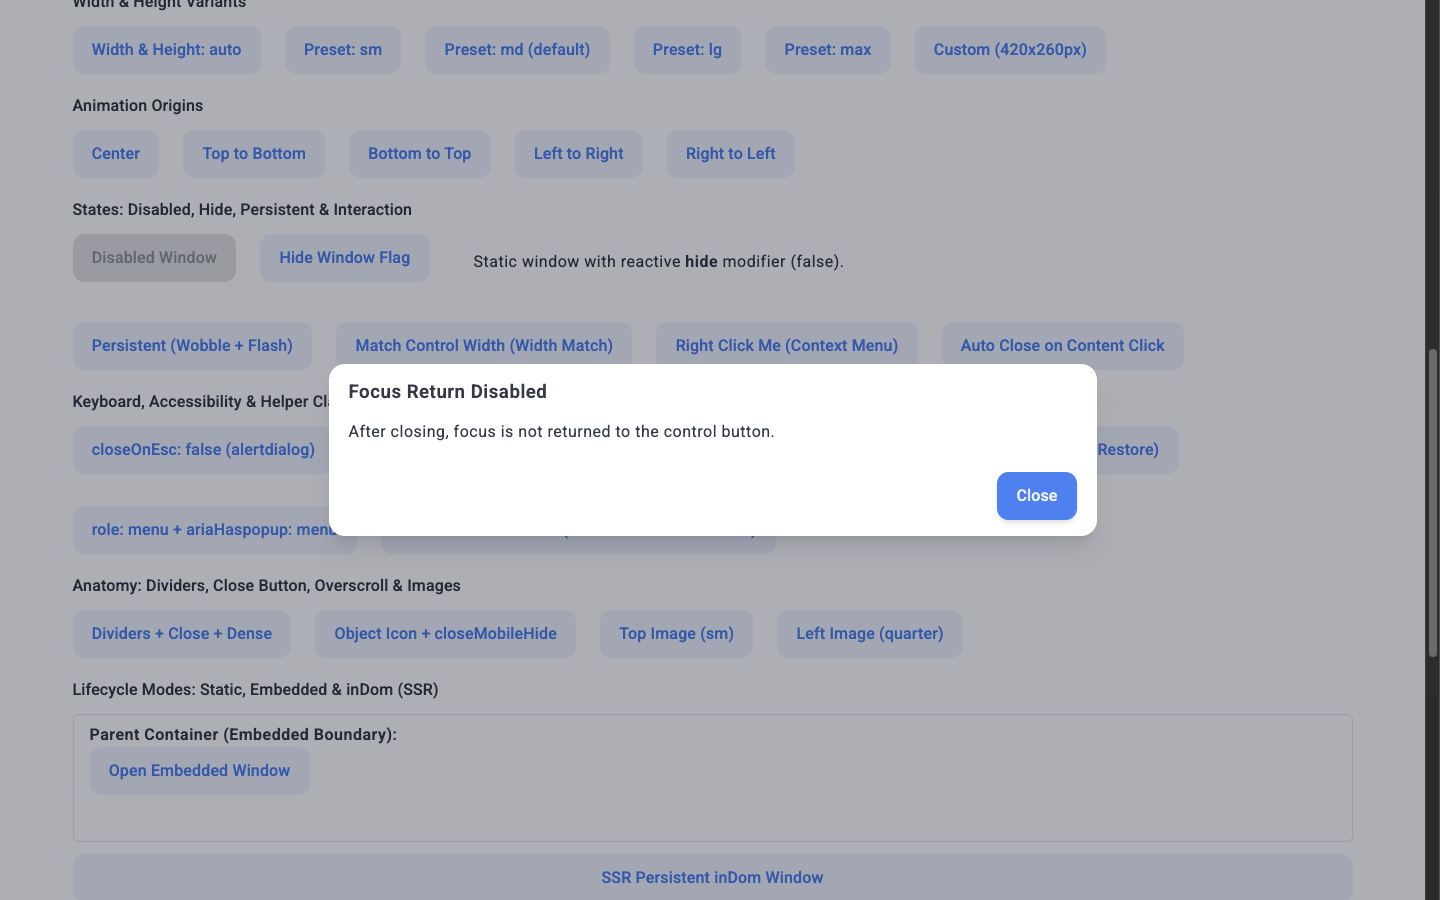 Width & Height Variants
Width & Height: auto
Preset: sm
Preset: md (default)
Preset: lg
Preset: max
Custom (420x260px)
Animation Origins
Center
Top to Bottom
Bottom to Top
Left to Right
Right to Left
States: Disabled, Hide, Persistent & Interaction
Disabled Window
Hide Window Flag
Static window with reactive hide modifier (false).
Persistent (Wobble + Flash)
Match Control Width (Width Match)
Right Click Me (Context Menu)
Auto Close on Content Click
Keyboard, Accessibility & Helper
closeOnEsc: false (alertdialog)
Restore)
role: menu + ariaHaspopup: menu
Focus Return Disabled
After closing, focus is not returned to the control button.
Close
Anatomy: Dividers, Close Button, Overscroll & Images
Dividers + Close + Dense
Object Icon + closeMobileHide
Top Image (sm)
Left Image (quarter)
Lifecycle Modes: Static, Embedded & inDom (SSR)
Parent Container (Embedded Boundary):
Open Embedded Window
SSR Persistent inDom Window